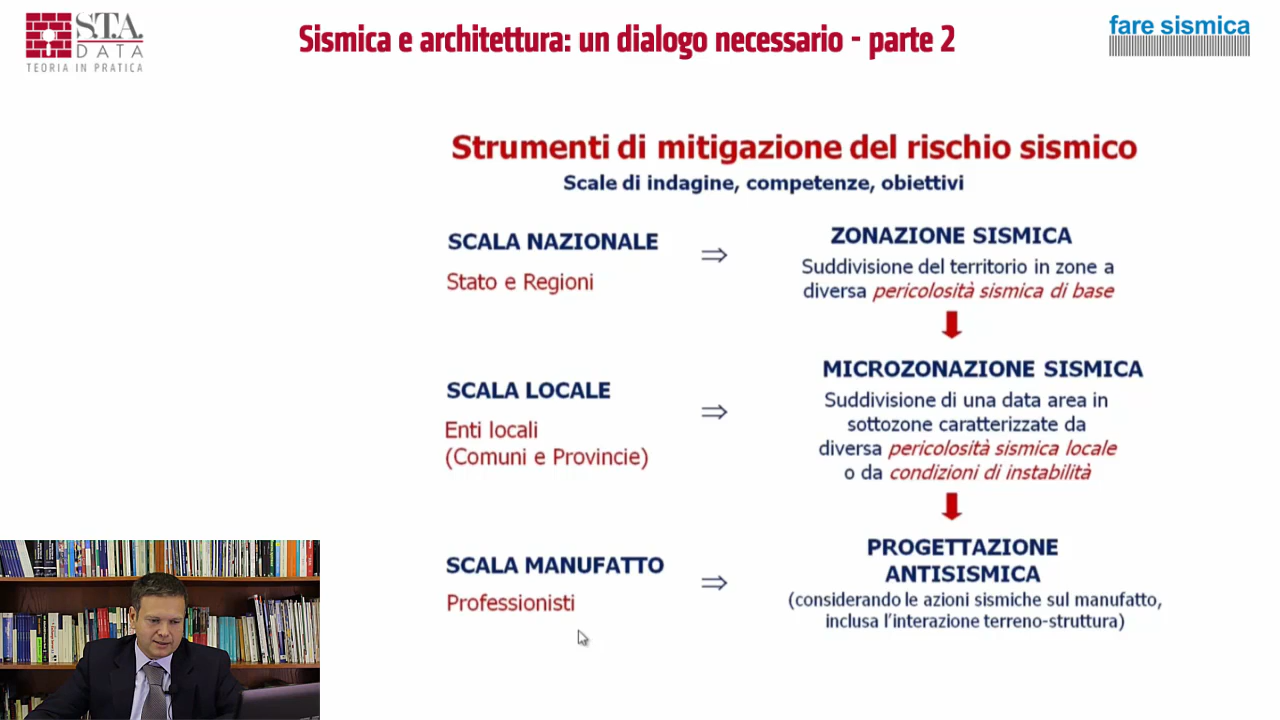 S.T.A.
DATA
TEORIA IN PRATICA
Sismica e architettura: un dialogo necessario - parte 2
fare sismica
Strumenti di mitigazione del rischio sismico
Scale di indagine, competenze, obiettivi
SCALA NAZIONALE
Stato e Regioni
⇒
ZONAZIONE SISMICA
Suddivisione del territorio in zone a
diversa pericolosità sismica di base
SCALA LOCALE
Enti locali
(Comuni e Provincie)
⇒
MICROZONAZIONE SISMICA
Suddivisione di una data area in
sottozone caratterizzate da
diversa pericolosità sismica locale
o da condizioni di instabilità
SCALA MANUFATTO
Professionisti
⇒
PROGETTAZIONE
ANTISISMICA
(considerando le azioni sismiche sul manufatto,
inclusa l'interazione terreno-struttura)